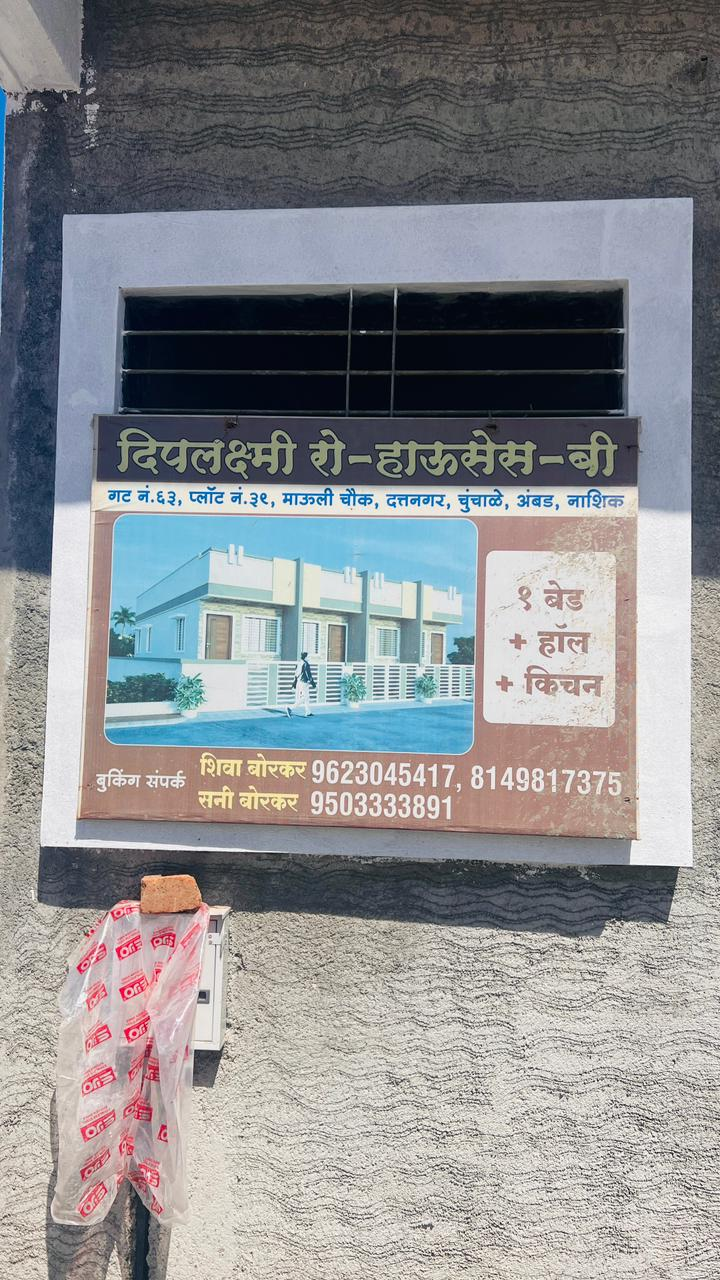 दिपलक्ष्मी रो-हाऊसेस-बी
गट नं.६३, प्लॉट नं.३९, माऊली चौक, दत्तनगर, चुंचाळे, अंबड, नाशिक
१ बेड
+ हॉल
+ किचन
बुकिंग संपर्क
शिवा बोरकर 9623045417, 8149817375
सनी बोरकर 9503333891